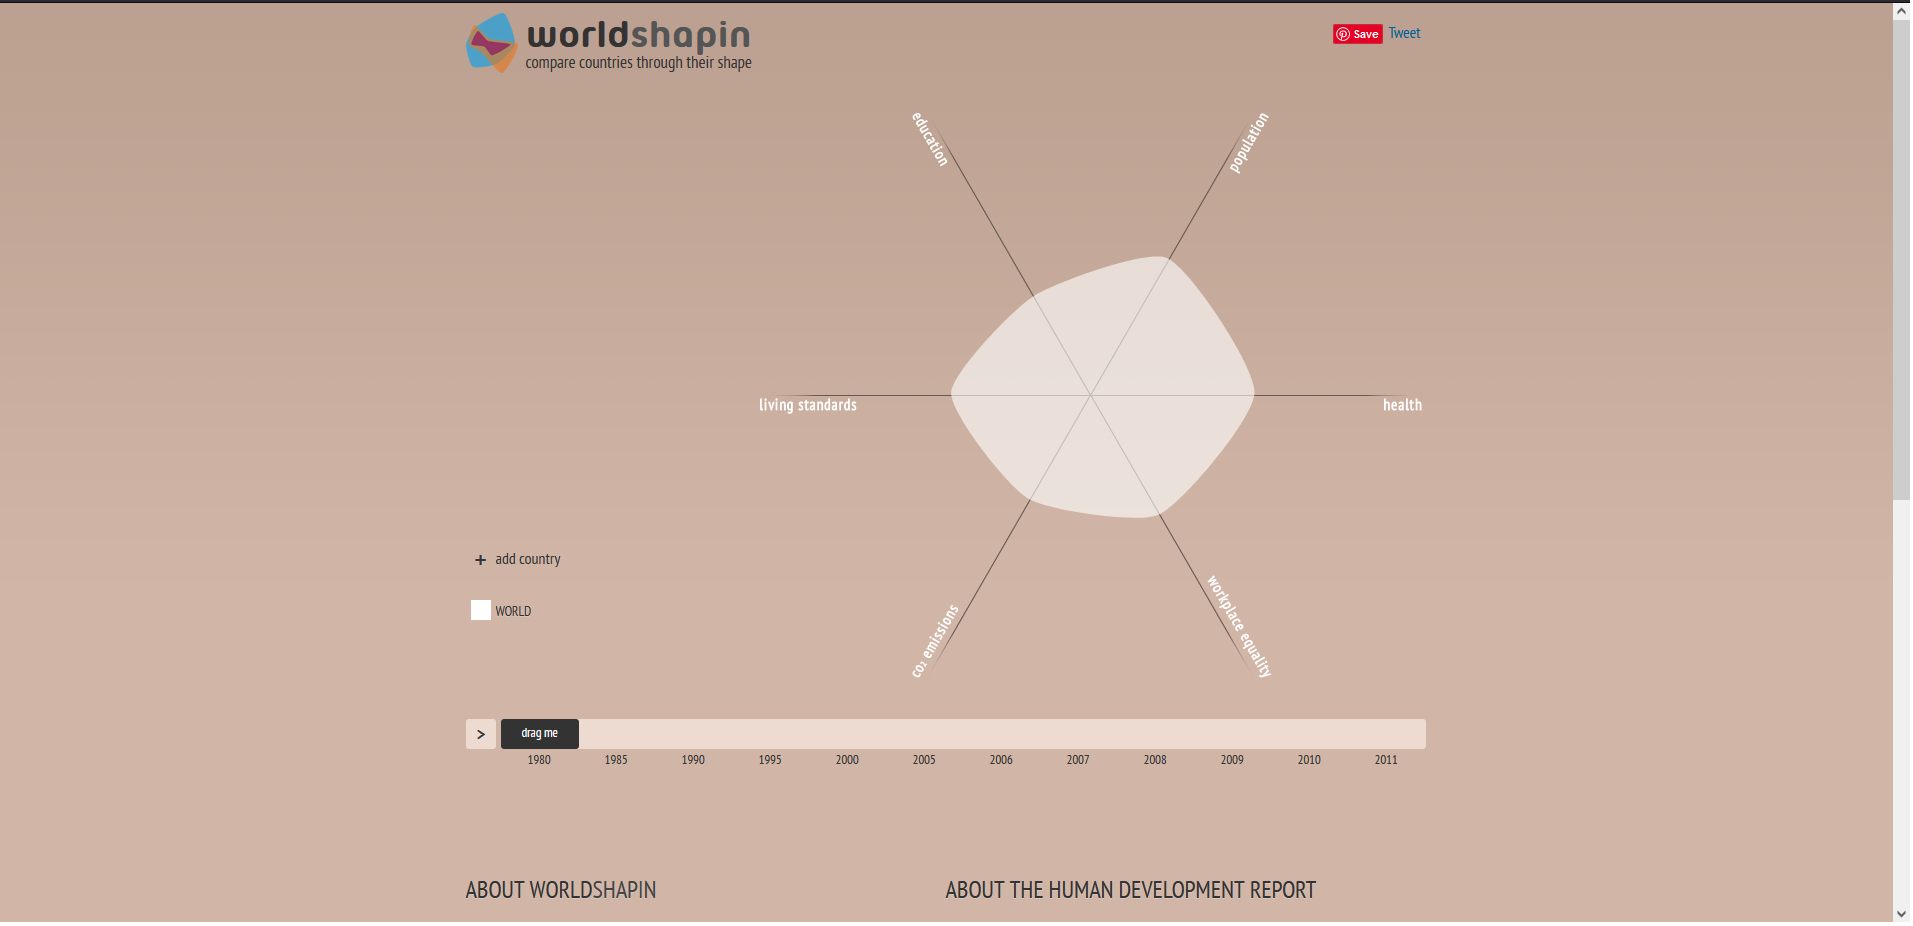 worldshapin
compare countries through their shape
Save
Tweet
education
population
living standards
health
co₂ emissions
workplace equality
+ add country
WORLD
> drag me
1980 1985 1990 1995 2000 2005 2006 2007 2008 2009 2010 2011
ABOUT WORLDSHAPIN
ABOUT THE HUMAN DEVELOPMENT REPORT